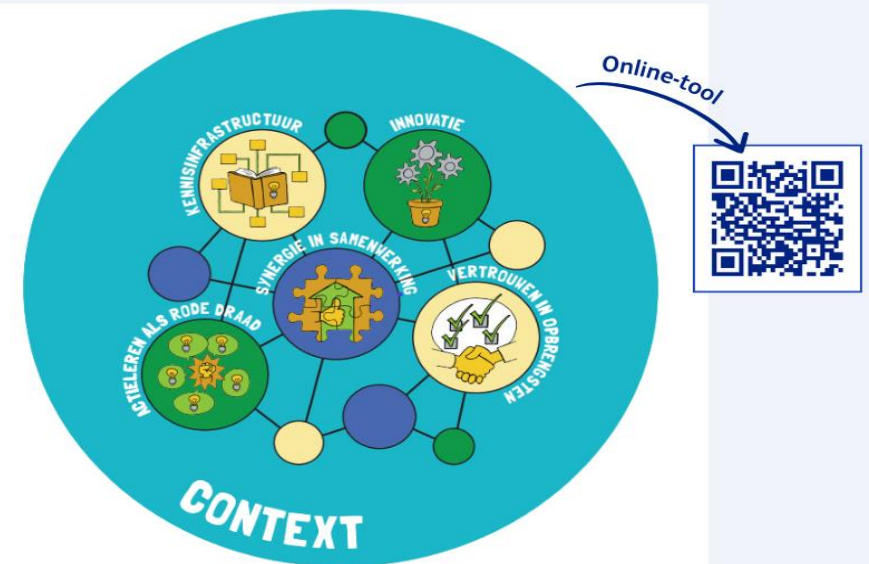 Online-tool
KENNISINFRASTRUCTUUR
INNOVATIE
SYNERGIE IN SAMENWERKING
VERTROUWEN IN OPBRENGSTEN
ACTIELEREN ALS RODE DRAAD
CONTEXT